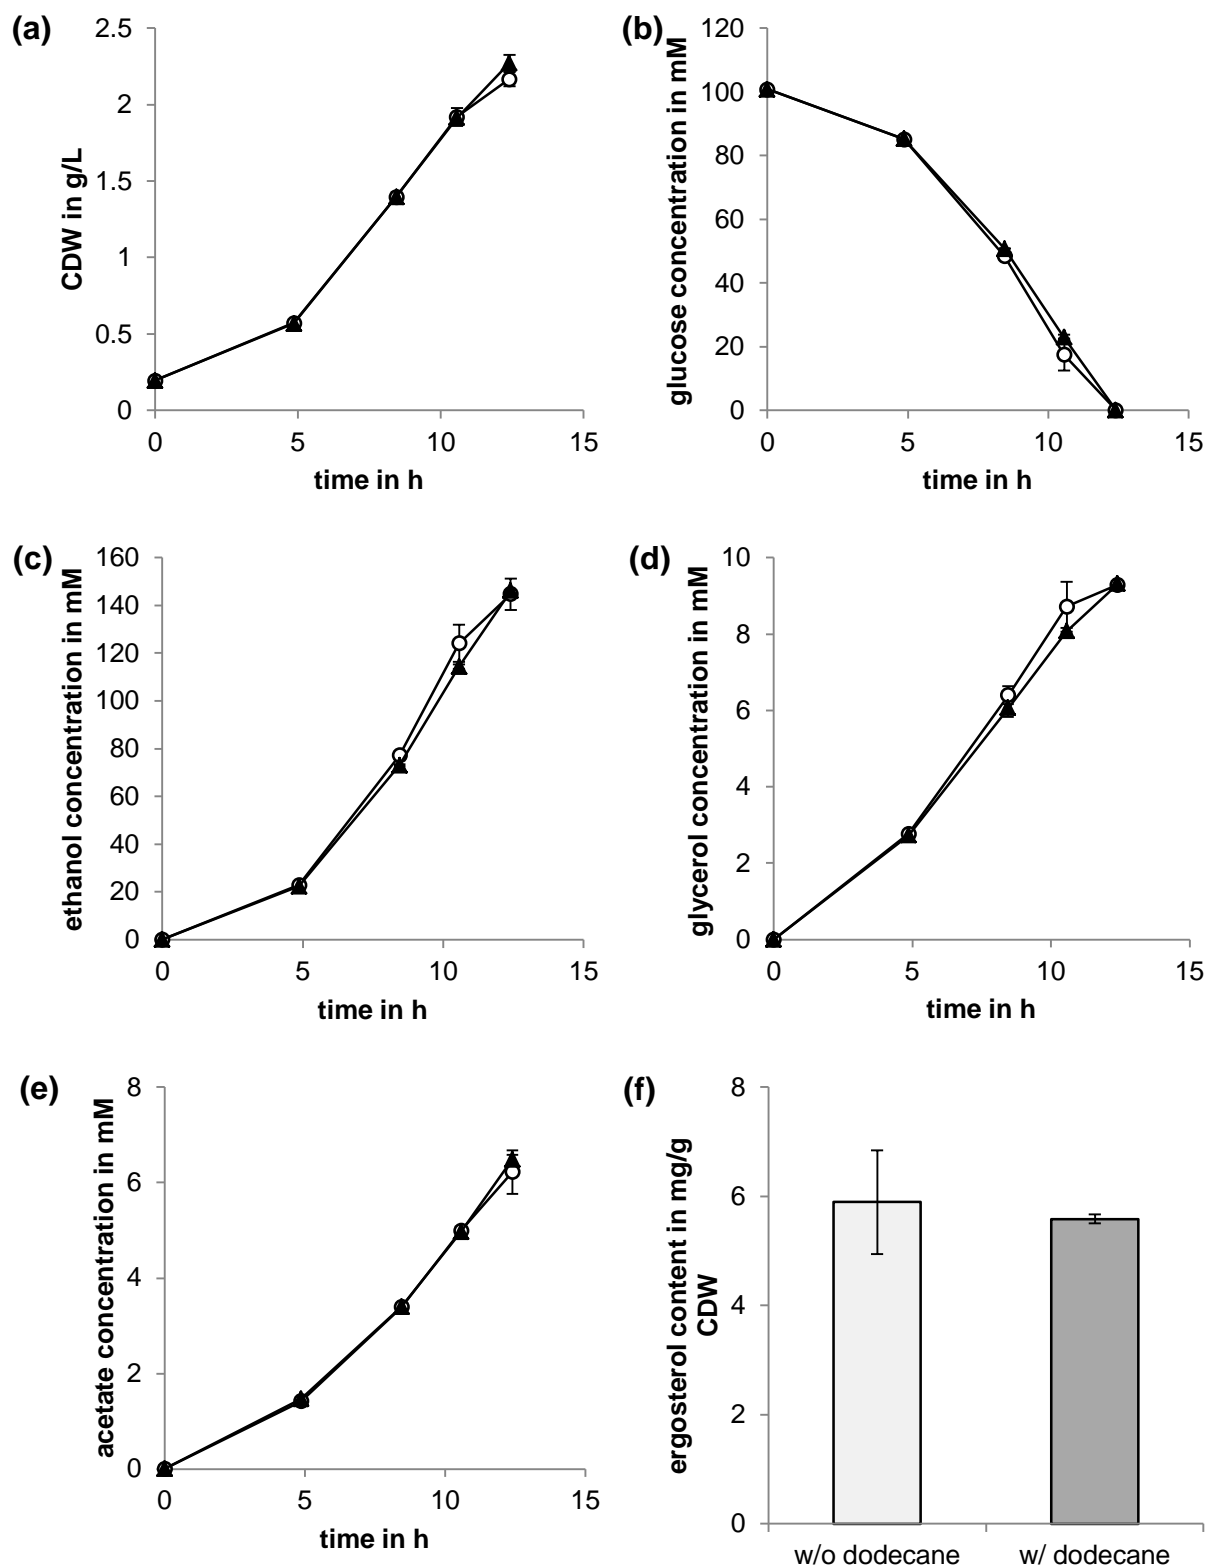 (a)
CDW in g/L
2.5
2
1.5
1
0.5
0
0 5 10 15
time in h
(b)
glucose concentration in mM
120
100
80
60
40
20
0
0 5 10 15
time in h
(c)
ethanol concentration in mM
160
140
120
100
80
60
40
20
0
0 5 10 15
time in h
(d)
glycerol concentration in mM
10
8
6
4
2
0
0 5 10 15
time in h
(e)
acetate concentration in mM
8
6
4
2
0
0 5 10 15
time in h
(f)
ergosterol content in mg/g
CDW
8
6
4
2
0
w/o dodecane w/ dodecane